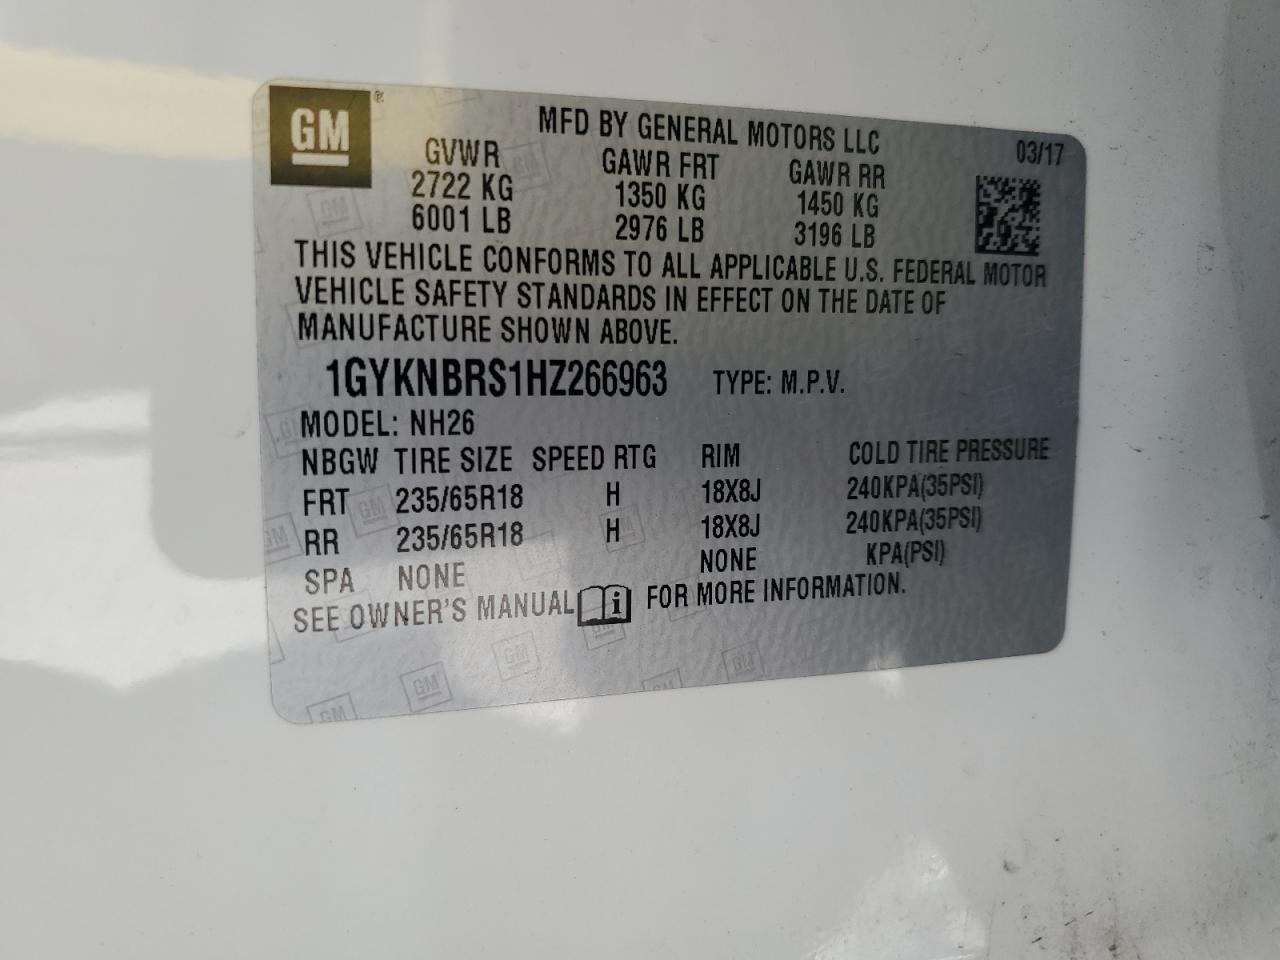 GM ®
MFD BY GENERAL MOTORS LLC 03/17
GVWR GAWR FRT GAWR RR
2722 KG 1350 KG 1450 KG
6001 LB 2976 LB 3196 LB
THIS VEHICLE CONFORMS TO ALL APPLICABLE U.S. FEDERAL MOTOR
VEHICLE SAFETY STANDARDS IN EFFECT ON THE DATE OF
MANUFACTURE SHOWN ABOVE.
1GYKNBRS1HZ266963 TYPE: M.P.V.
MODEL: NH26
NBGW TIRE SIZE SPEED RTG RIM COLD TIRE PRESSURE
FRT 235/65R18 H 18X8J 240KPA(35PSI)
RR 235/65R18 H 18X8J 240KPA(35PSI)
SPA NONE NONE KPA(PSI)
SEE OWNER'S MANUAL i FOR MORE INFORMATION.